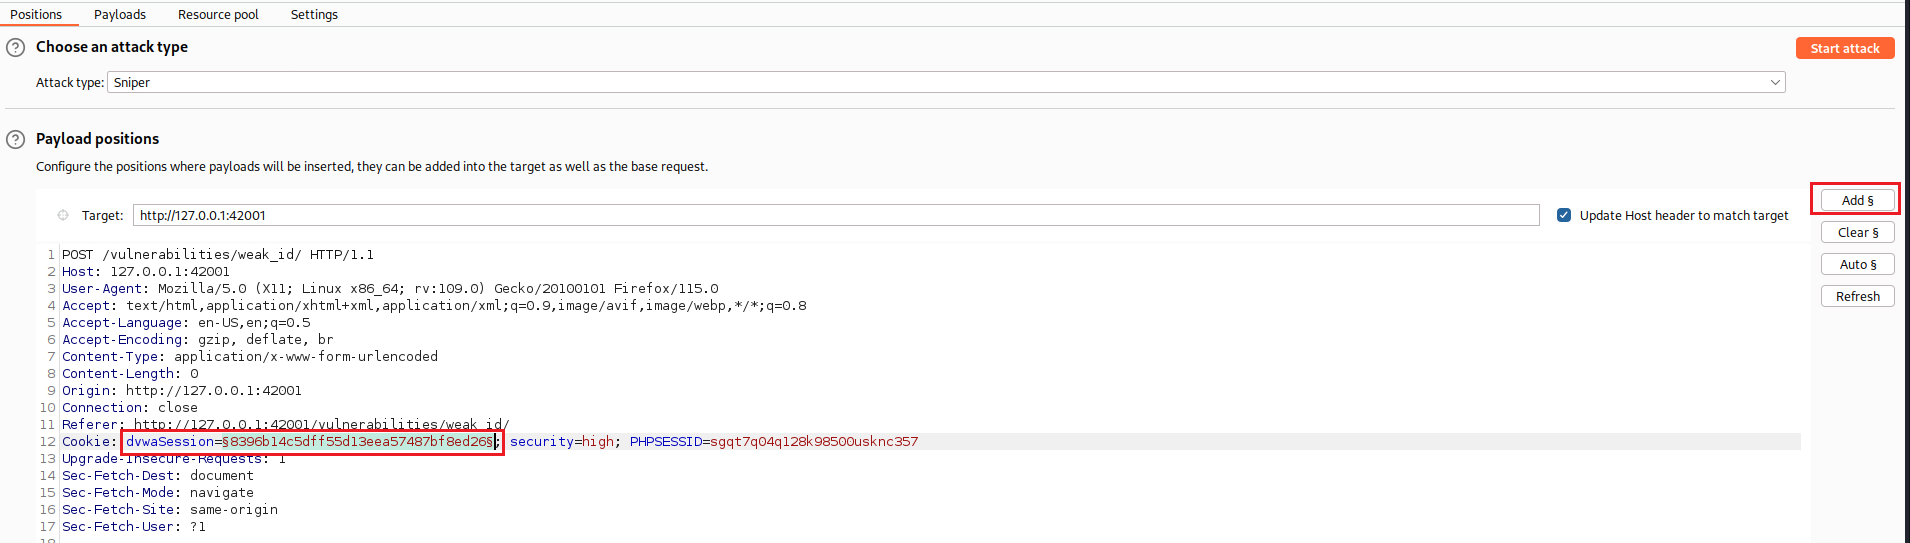 Positions Payloads Resource pool Settings
? Choose an attack type
Start attack
Attack type: Sniper
? Payload positions
Configure the positions where payloads will be inserted, they can be added into the target as well as the base request.
Target: http://127.0.0.1:42001
Update Host header to match target
Add §
Clear §
Auto §
Refresh
1 POST /vulnerabilities/weak_id/ HTTP/1.1
2 Host: 127.0.0.1:42001
3 User-Agent: Mozilla/5.0 (X11; Linux x86_64; rv:109.0) Gecko/20100101 Firefox/115.0
4 Accept: text/html,application/xhtml+xml,application/xml;q=0.9,image/avif,image/webp,*/*;q=0.8
5 Accept-Language: en-US,en;q=0.5
6 Accept-Encoding: gzip, deflate, br
7 Content-Type: application/x-www-form-urlencoded
8 Content-Length: 0
9 Origin: http://127.0.0.1:42001
10 Connection: close
11 Referer: http://127.0.0.1:42001/vulnerabilities/weak_id/
12 Cookie: dvwaSession=§8396b14c5dff55d13eea57487bf8ed26§; security=high; PHPSESSID=sgqt7q04q128k98500usknc357
13 Upgrade-Insecure-Requests: 1
14 Sec-Fetch-Dest: document
15 Sec-Fetch-Mode: navigate
16 Sec-Fetch-Site: same-origin
17 Sec-Fetch-User: ?1
18